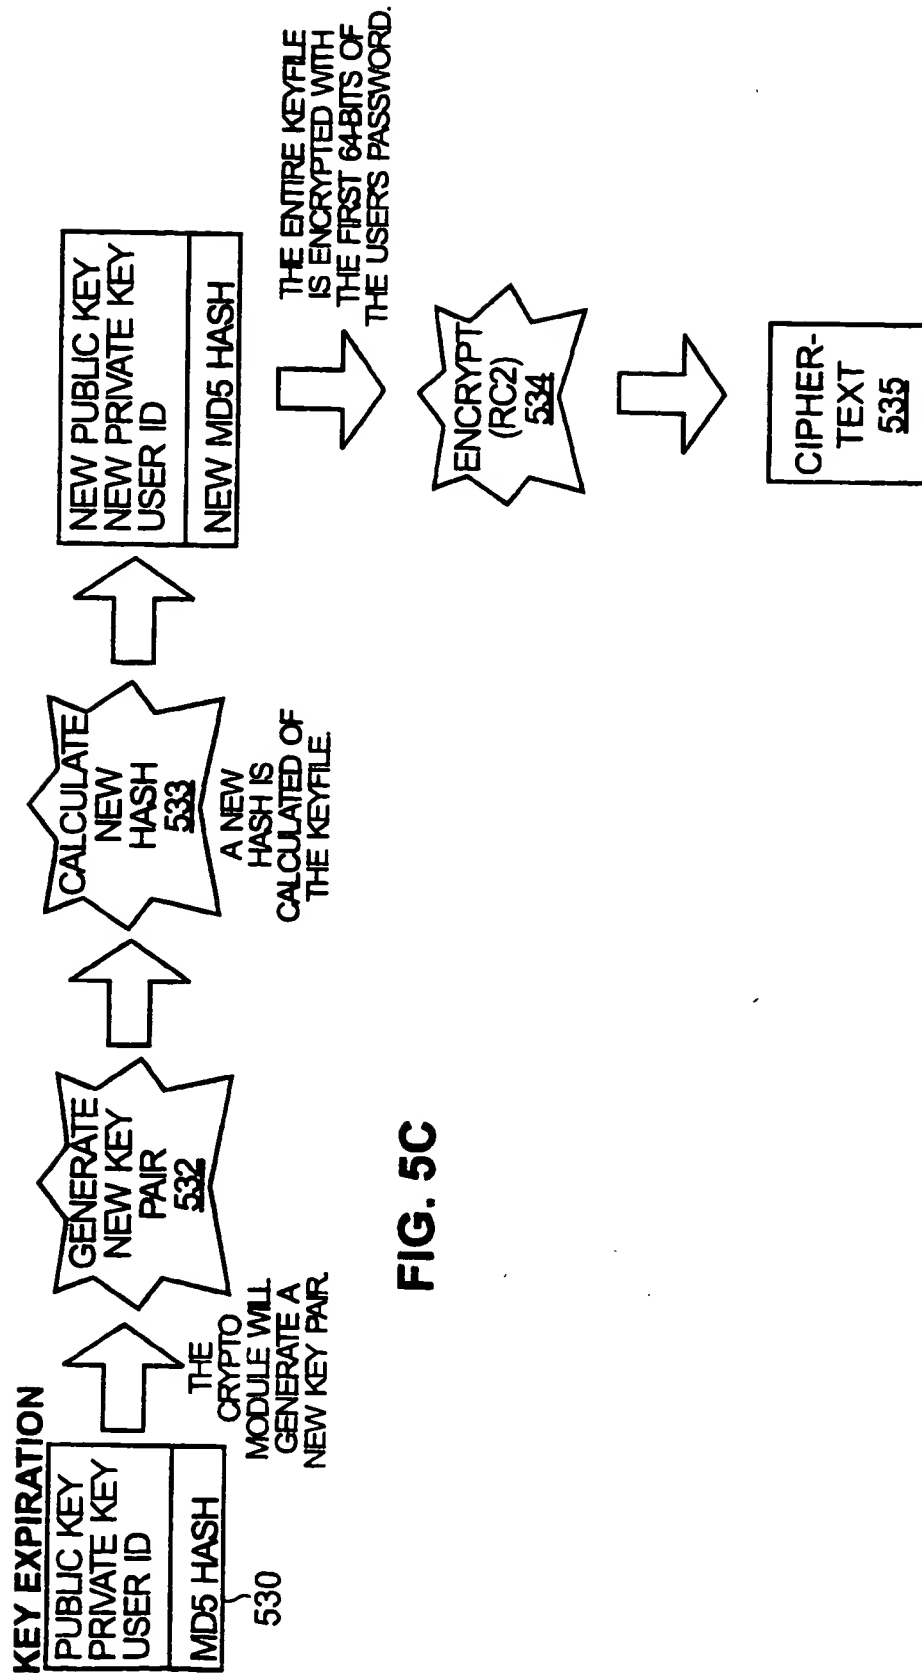 KEY EXPIRATION
PUBLIC KEY
PRIVATE KEY
USER ID
MD5 HASH
530
THE
CRYPTO
MODULE WILL
GENERATE A
NEW KEY PAIR.
GENERATE
NEW KEY
PAIR
532
CALCULATE
NEW
HASH
533
A NEW
HASH IS
CALCULATED OF
THE KEYFILE.
NEW PUBLIC KEY
NEW PRIVATE KEY
USER ID
NEW MD5 HASH
THE ENTIRE KEYFILE
IS ENCRYPTED WITH
THE FIRST 64-BITS OF
THE USER'S PASSWORD.
ENCRYPT
(RC2)
534
CIPHER-
TEXT
535
FIG. 5C